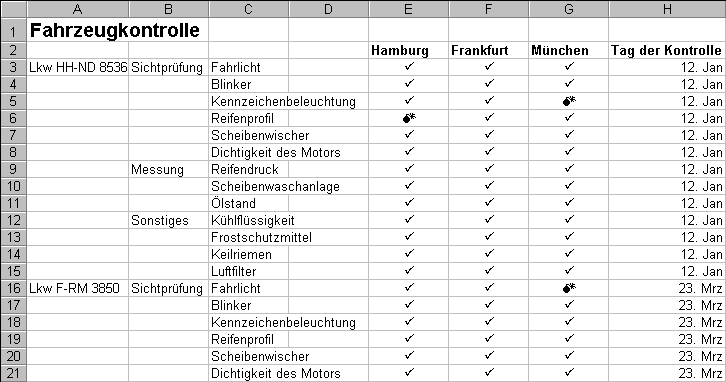 A B C D E F G H
1 Fahrzeugkontrolle
2 Hamburg Frankfurt München Tag der Kontrolle
3 Lkw HH-ND 8536 Sichtprüfung Fahrlicht ✓ ✓ ✓ 12. Jan
4 Blinker ✓ ✓ ✓ 12. Jan
5 Kennzeichenbeleuchtung ✓ ✓ 💣 12. Jan
6 Reifenprofil 💣 ✓ ✓ 12. Jan
7 Scheibenwischer ✓ ✓ ✓ 12. Jan
8 Dichtigkeit des Motors ✓ ✓ ✓ 12. Jan
9 Messung Reifendruck ✓ ✓ ✓ 12. Jan
10 Scheibenwaschanlage ✓ ✓ ✓ 12. Jan
11 Ölstand ✓ ✓ ✓ 12. Jan
12 Sonstiges Kühlflüssigkeit ✓ ✓ ✓ 12. Jan
13 Frostschutzmittel ✓ ✓ ✓ 12. Jan
14 Keilriemen ✓ ✓ ✓ 12. Jan
15 Luftfilter ✓ ✓ ✓ 12. Jan
16 Lkw F-RM 3850 Sichtprüfung Fahrlicht ✓ ✓ 💣 23. Mrz
17 Blinker ✓ ✓ ✓ 23. Mrz
18 Kennzeichenbeleuchtung ✓ ✓ ✓ 23. Mrz
19 Reifenprofil ✓ ✓ ✓ 23. Mrz
20 Scheibenwischer ✓ ✓ ✓ 23. Mrz
21 Dichtigkeit des Motors ✓ ✓ ✓ 23. Mrz